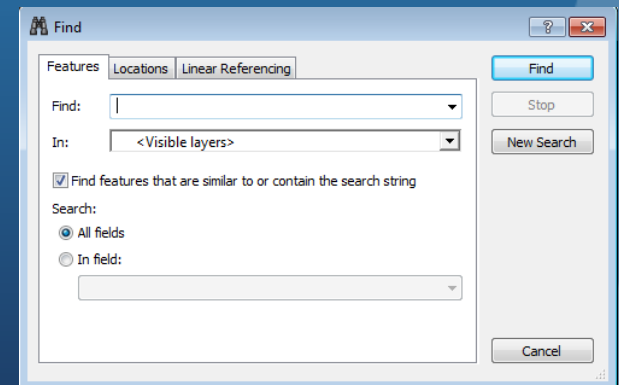 Find
Features Locations Linear Referencing
Find
Find:
Stop
In: <Visible layers>
New Search
Find features that are similar to or contain the search string
Search:
All fields
In field:
Cancel